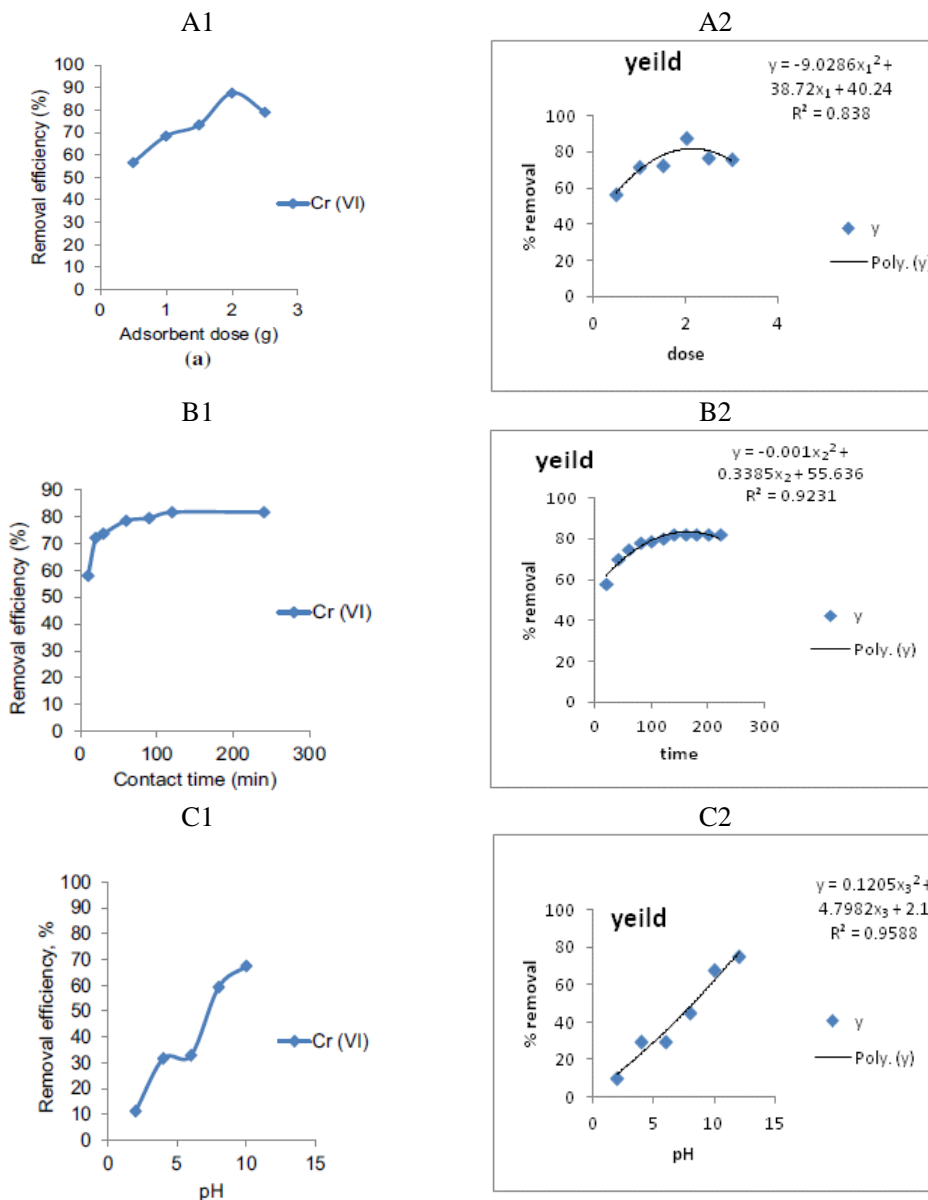 A1
100
90
80
70
60
50
40
30
20
10
0
Removal efficiency (%)
Cr (VI)
0 1 2 3
Adsorbent dose (g)
(a)
A2
yeild
y = -9.0286x₁² +
38.72x₁ + 40.24
R² = 0.838
100
80
60
40
20
0
% removal
y
Poly. (y)
0 2 4
dose
B1
90
80
70
60
50
40
30
20
10
0
Removal efficiency (%)
Cr (VI)
0 100 200 300
Contact time (min)
B2
yeild
y = -0.001x₂² +
0.3385x₂ + 55.636
R² = 0.9231
100
80
60
40
20
0
% removal
y
Poly. (y)
0 100 200 300
time
C1
100
90
80
70
60
50
40
30
20
10
0
Removal efficiency, %
Cr (VI)
0 5 10 15
pH
C2
yeild
y = 0.1205x₃² +
4.7982x₃ + 2.1
R² = 0.9588
100
80
60
40
20
0
% removal
y
Poly. (y)
0 5 10 15
pH